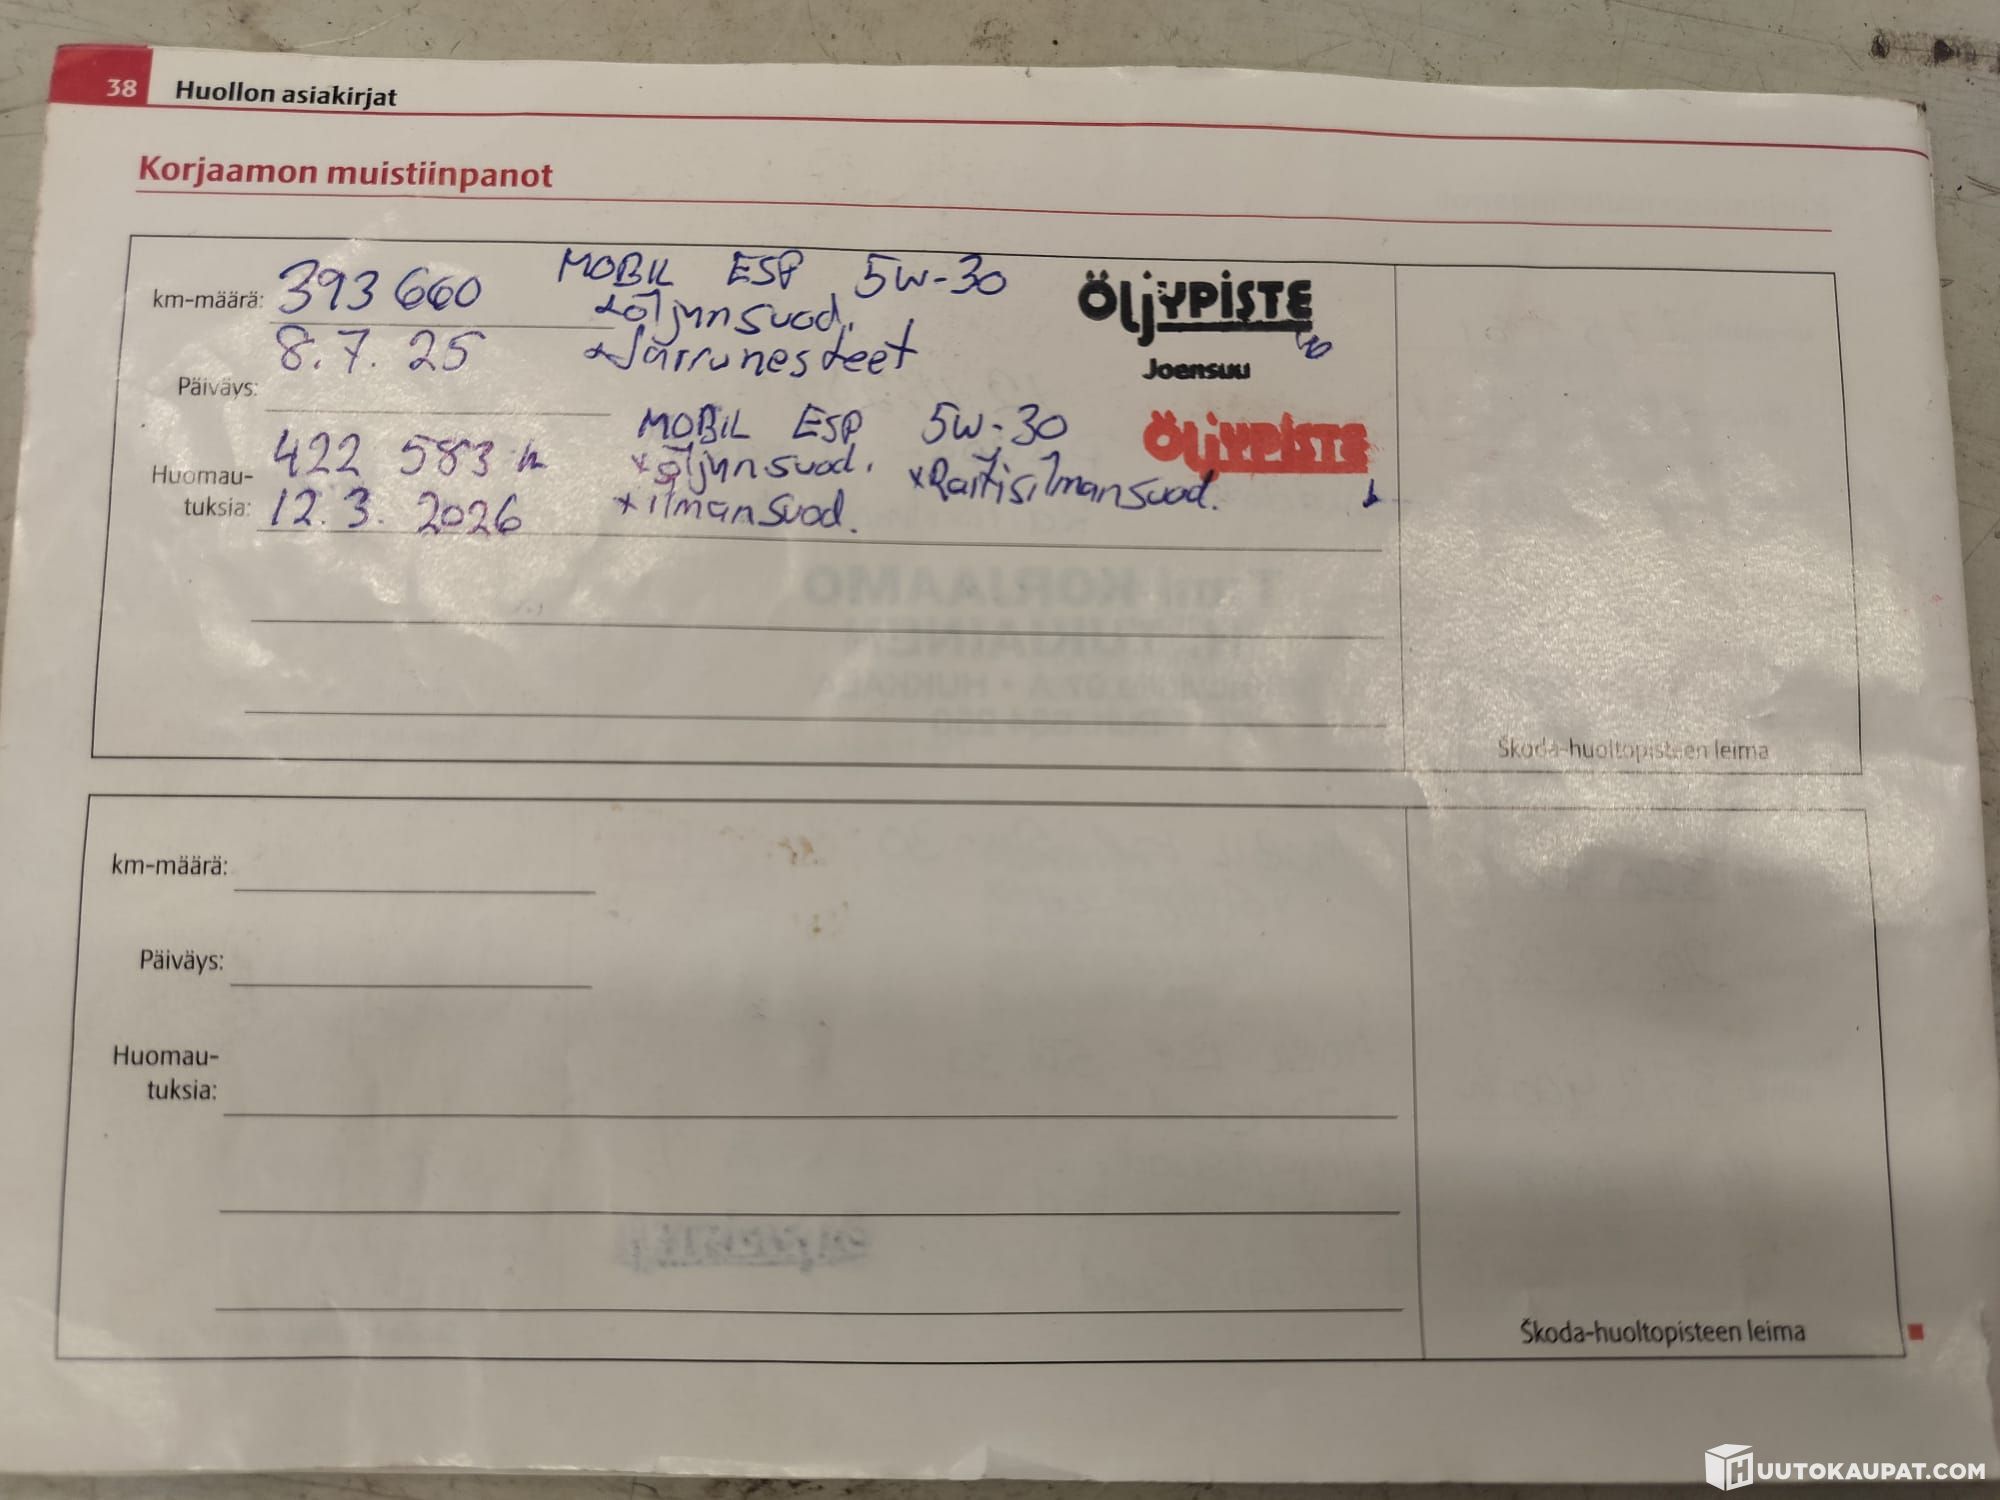 38 Huollon asiakirjat
Korjaamon muistiinpanot
km-määrä: 393 660 MOBIL ESP 5W-30 ÖljYPISTE
+öljynsuod.
8.7.25 +Jarrunesteet Joensuu
Päiväys:
MOBIL ESP 5W-30 ÖljYPISTE
Huomau- 422 583 x öljynsuod. x Raitisilmansuod.
tuksia: 12.3.2026 x ilmansuod.
Tmi KORJAAMO
Škoda-huoltopisteen leima
km-määrä:
Päiväys:
Huomau-
tuksia:
Škoda-huoltopisteen leima
HUUTOKAUPAT.COM